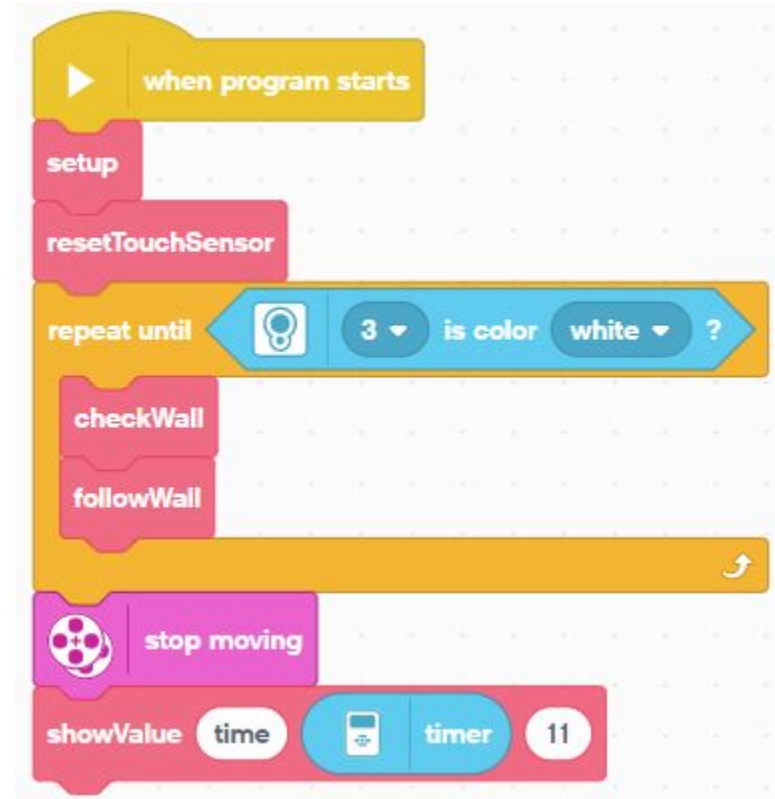 when program starts
setup
resetTouchSensor
repeat until 3 is color white ?
checkWall
followWall
stop moving
showValue time timer 11